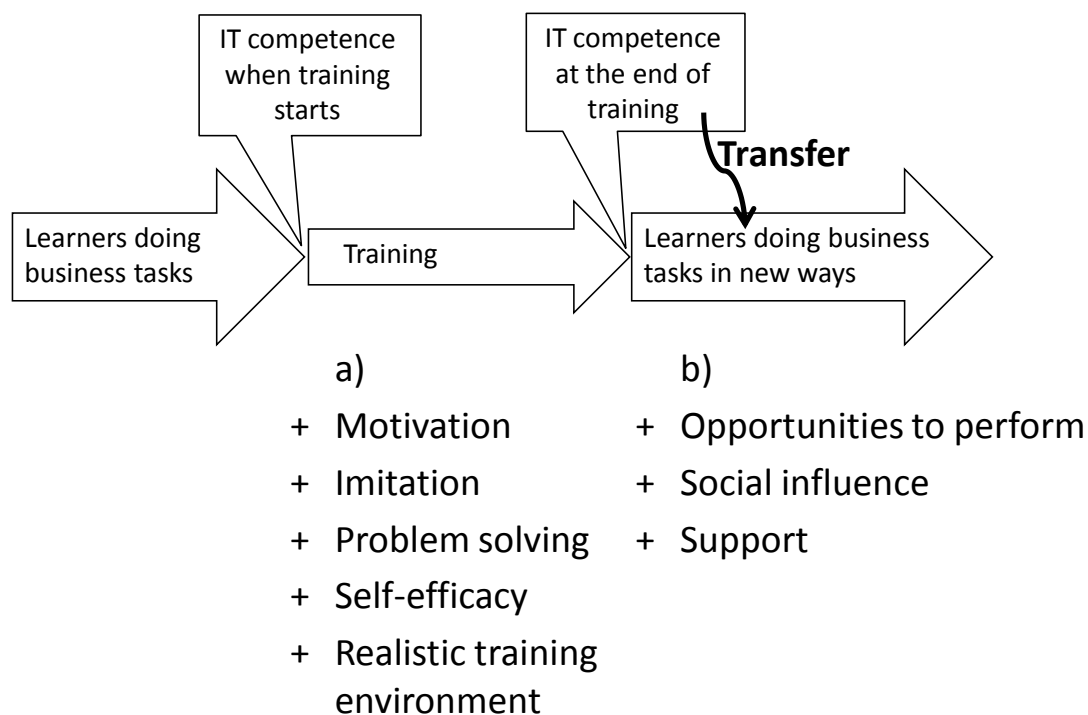 IT competence
when training
starts
IT competence
at the end of
training
Transfer
Learners doing
business tasks
Training
Learners doing business
tasks in new ways
a)
+ Motivation
+ Imitation
+ Problem solving
+ Self-efficacy
+ Realistic training
environment
b)
+ Opportunities to perform
+ Social influence
+ Support